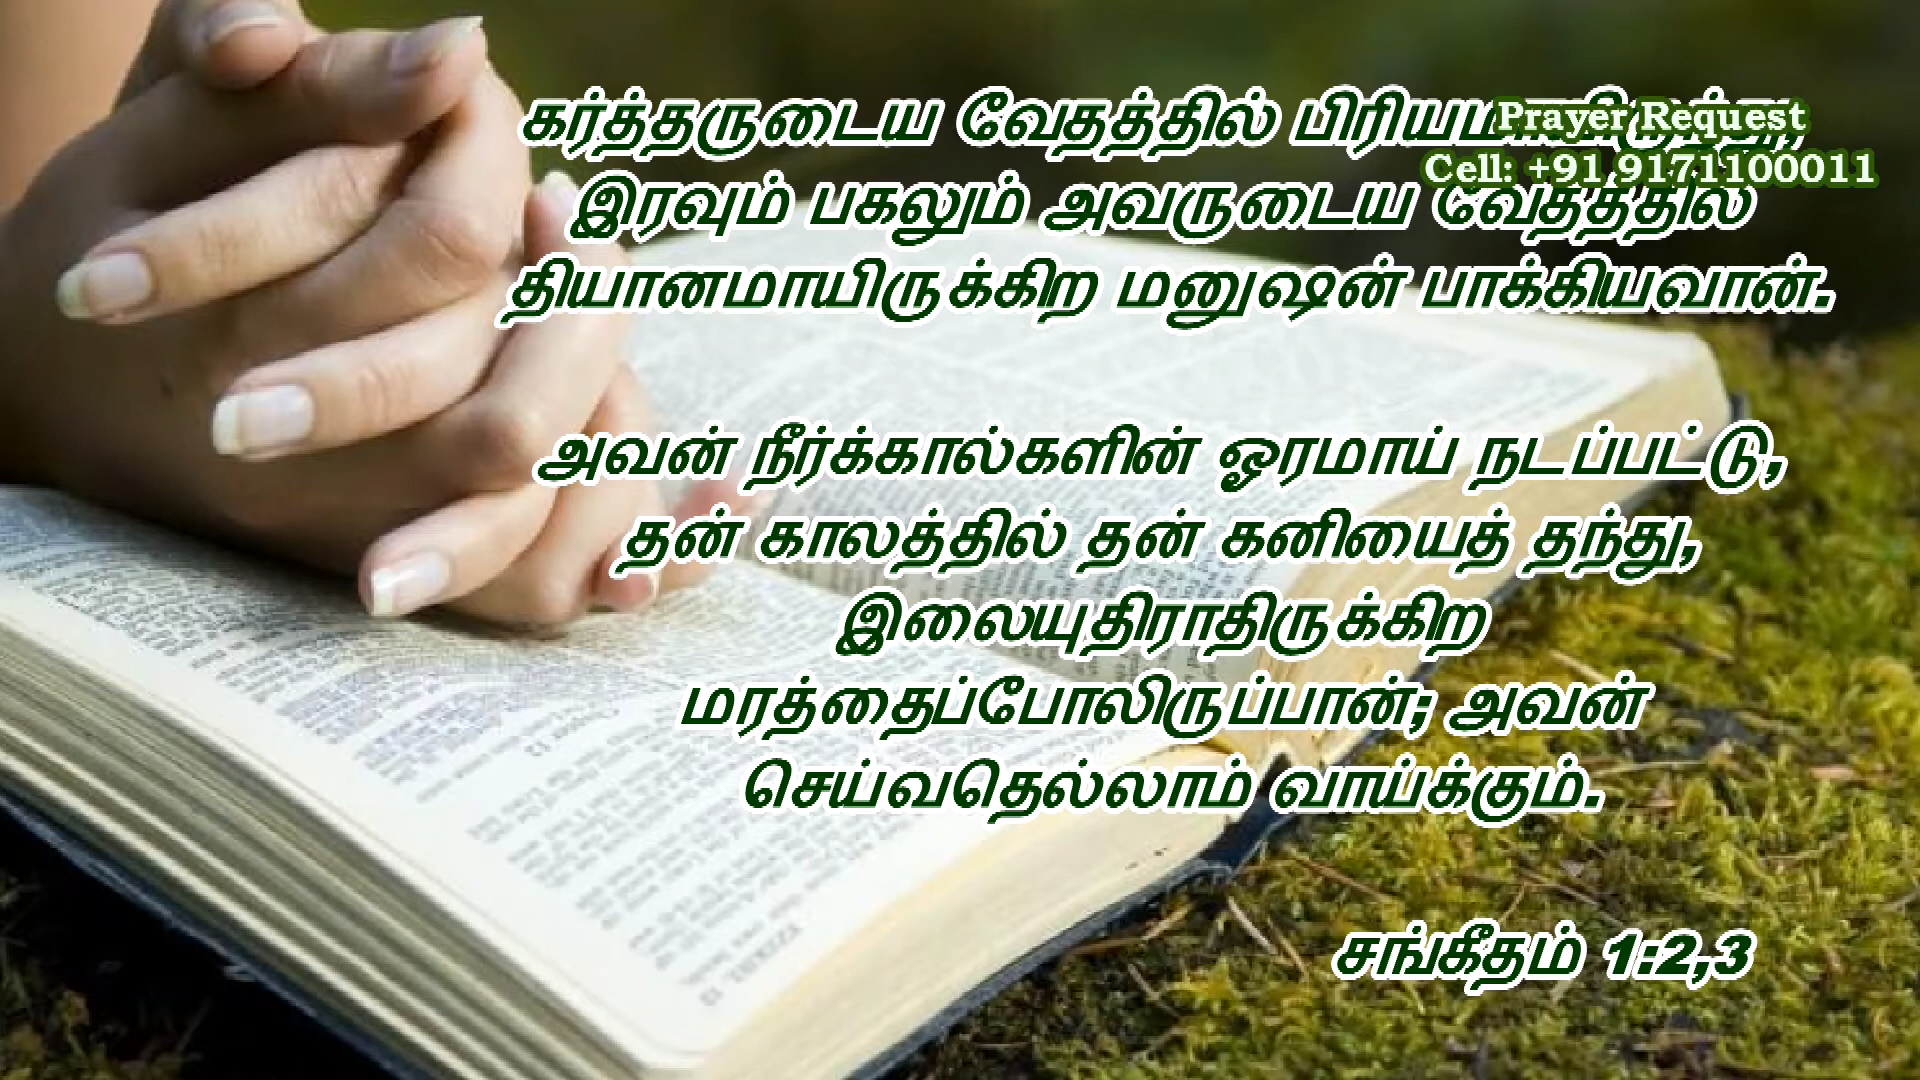 கர்த்தருடைய வேதத்தில்
Prayer Request
Cell: +91 9171100011
இரவும் பகலும் அவருடைய வேதத்தில்
தியானமாயிருக்கிற மனுஷன் பாக்கியவான்.
அவன் நீர்க்கால்களின் ஓரமாய் நடப்பட்டு,
தன் காலத்தில் தன் கனியைத் தந்து,
இலையுதிராதிருக்கிற
மரத்தைப்போலிருப்பான்; அவன்
செய்வதெல்லாம் வாய்க்கும்.
சங்கீதம் 1:2,3